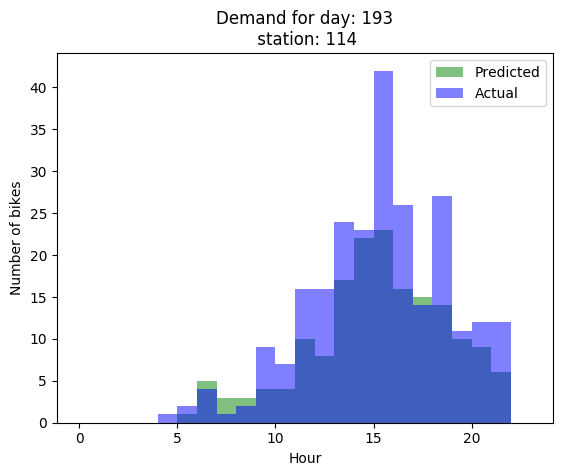 Demand for day: 193
station: 114
Predicted
Actual
Number of bikes
40
35
30
25
20
15
10
5
0
0 5 10 15 20
Hour